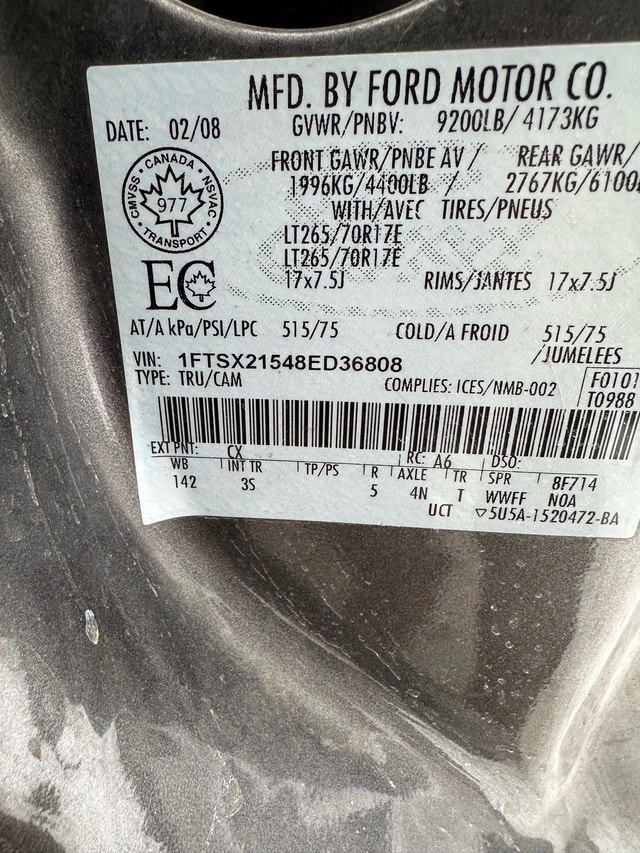 MFD. BY FORD MOTOR CO.
DATE: 02/08 GVWR/PNBV: 9200LB/ 4173KG
FRONT GAWR/PNBE AV / REAR GAWR/
1996KG/4400LB / 2767KG/6100
WITH/AVEC TIRES/PNEUS
CANADA
CMVSS NSVAC
977
TRANSPORT
LT265/70R17E
LT265/70R17E
17x7.5J RIMS/JANTES 17x7.5J
EC
AT/A kPa/PSI/LPC 515/75 COLD/A FROID 515/75
/JUMELEES
VIN: 1FTSX21548ED36808
TYPE: TRU/CAM COMPLIES: ICES/NMB-002 F0101
T0988
EXT PNT: CX RC: A6 DSO:
WB INT TR TP/PS R AXLE TR SPR 8F714
142 3S 5 4N T WWFF NOA
UCT 5U5A-1520472-BA